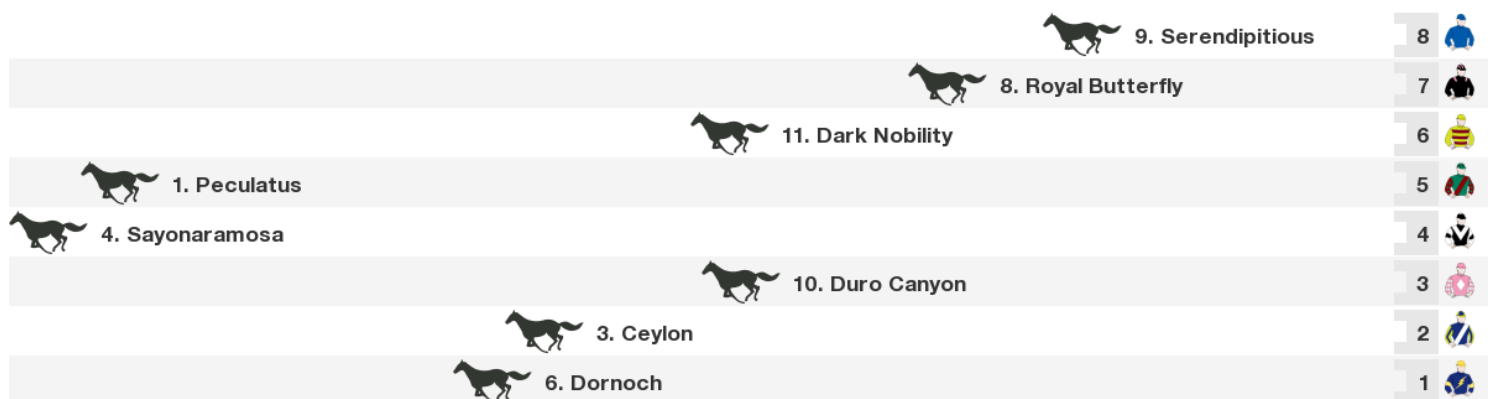 9. Serendipitious 8
8. Royal Butterfly 7
11. Dark Nobility 6
1. Peculatus 5
4. Sayonaramosa 4
10. Duro Canyon 3
3. Ceylon 2
6. Dornoch 1